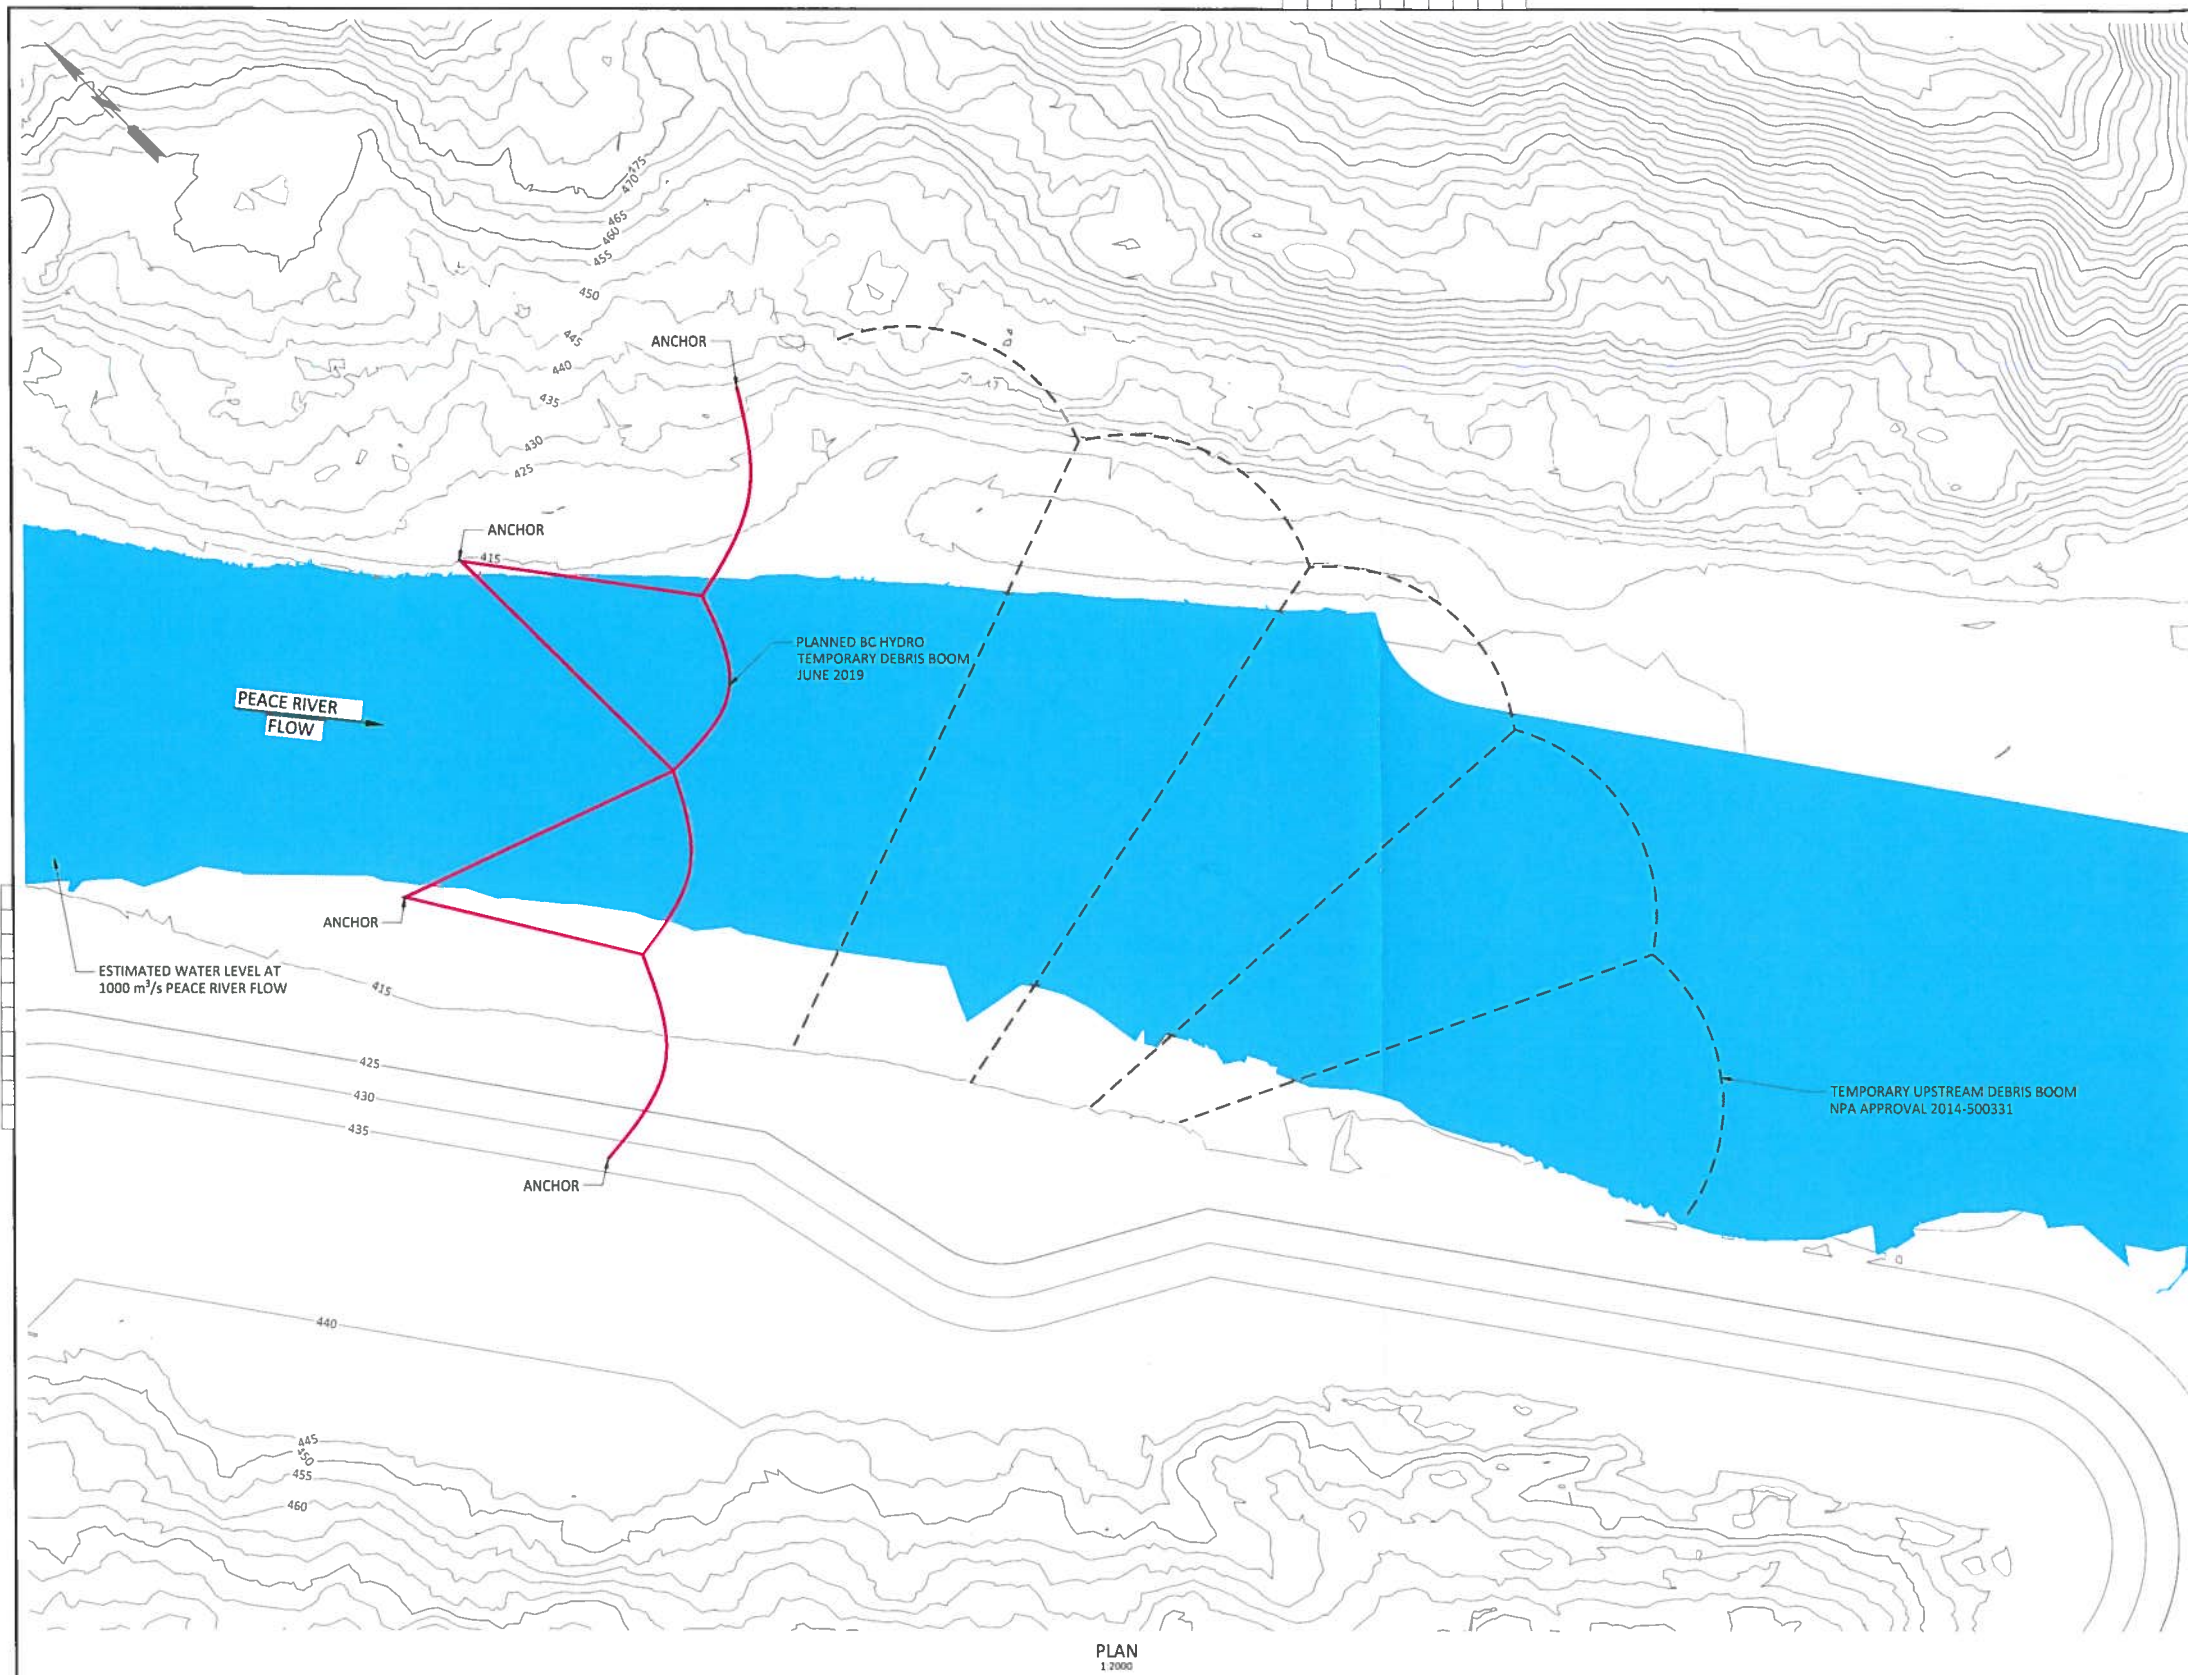 475
470
465
460
455
450
445
440
435
430
425
ANCHOR
ANCHOR
415
PLANNED BC HYDRO
TEMPORARY DEBRIS BOOM
JUNE 2019
PEACE RIVER
FLOW
ANCHOR
ESTIMATED WATER LEVEL AT
1000 m³/s PEACE RIVER FLOW
415
425
430
435
ANCHOR
TEMPORARY UPSTREAM DEBRIS BOOM
NPA APPROVAL 2014-500331
440
445
450
455
460
PLAN
1:2000